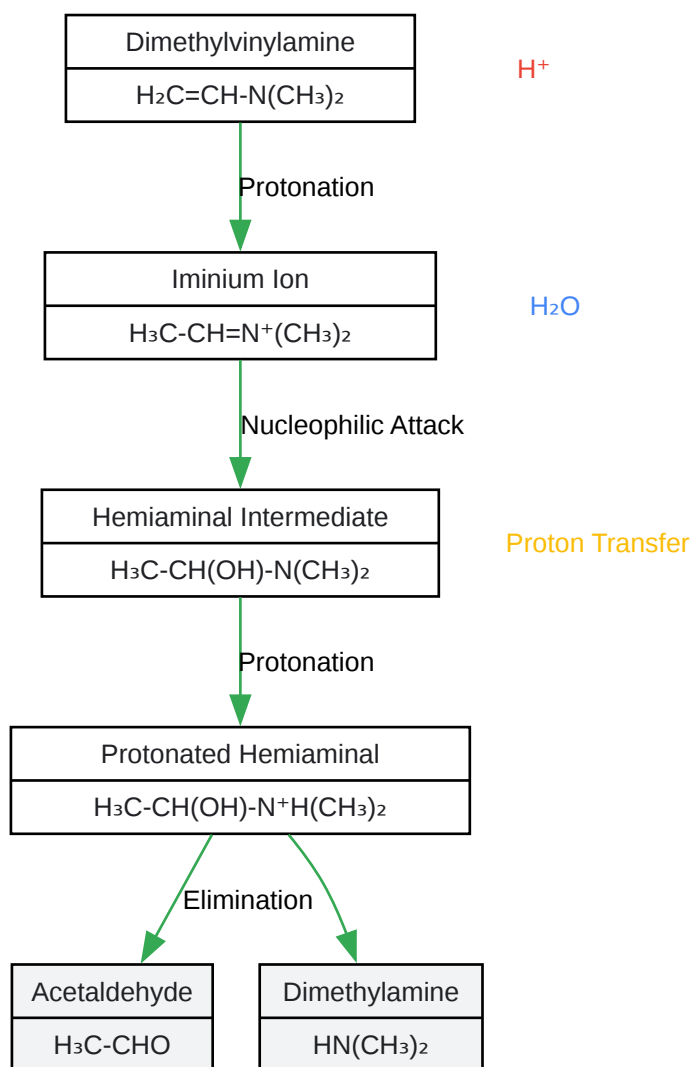 Dimethylvinylamine
H₂C=CH-N(CH₃)₂
H⁺
Protonation
Iminium Ion
H₃C-CH=N⁺(CH₃)₂
H₂O
Nucleophilic Attack
Hemiaminal Intermediate
H₃C-CH(OH)-N(CH₃)₂
Proton Transfer
Protonation
Protonated Hemiaminal
H₃C-CH(OH)-N⁺H(CH₃)₂
Elimination
Acetaldehyde
H₃C-CHO
Dimethylamine
HN(CH₃)₂